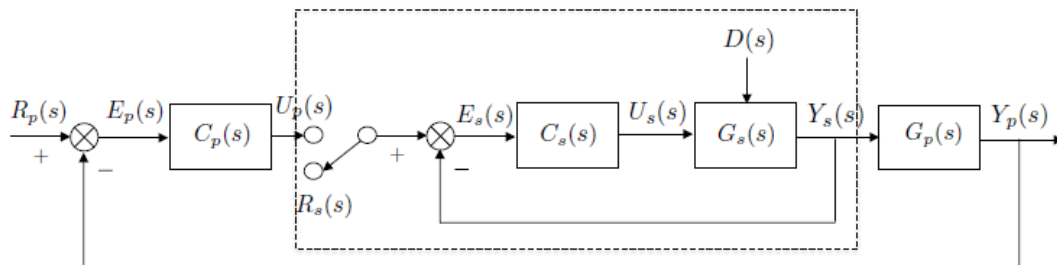 D(s)
R_p(s)
E_p(s)
C_p(s)
U_p(s)
E_s(s)
C_s(s)
U_s(s)
G_s(s)
Y_s(s)
G_p(s)
Y_p(s)
+
−
+
−
R_s(s)